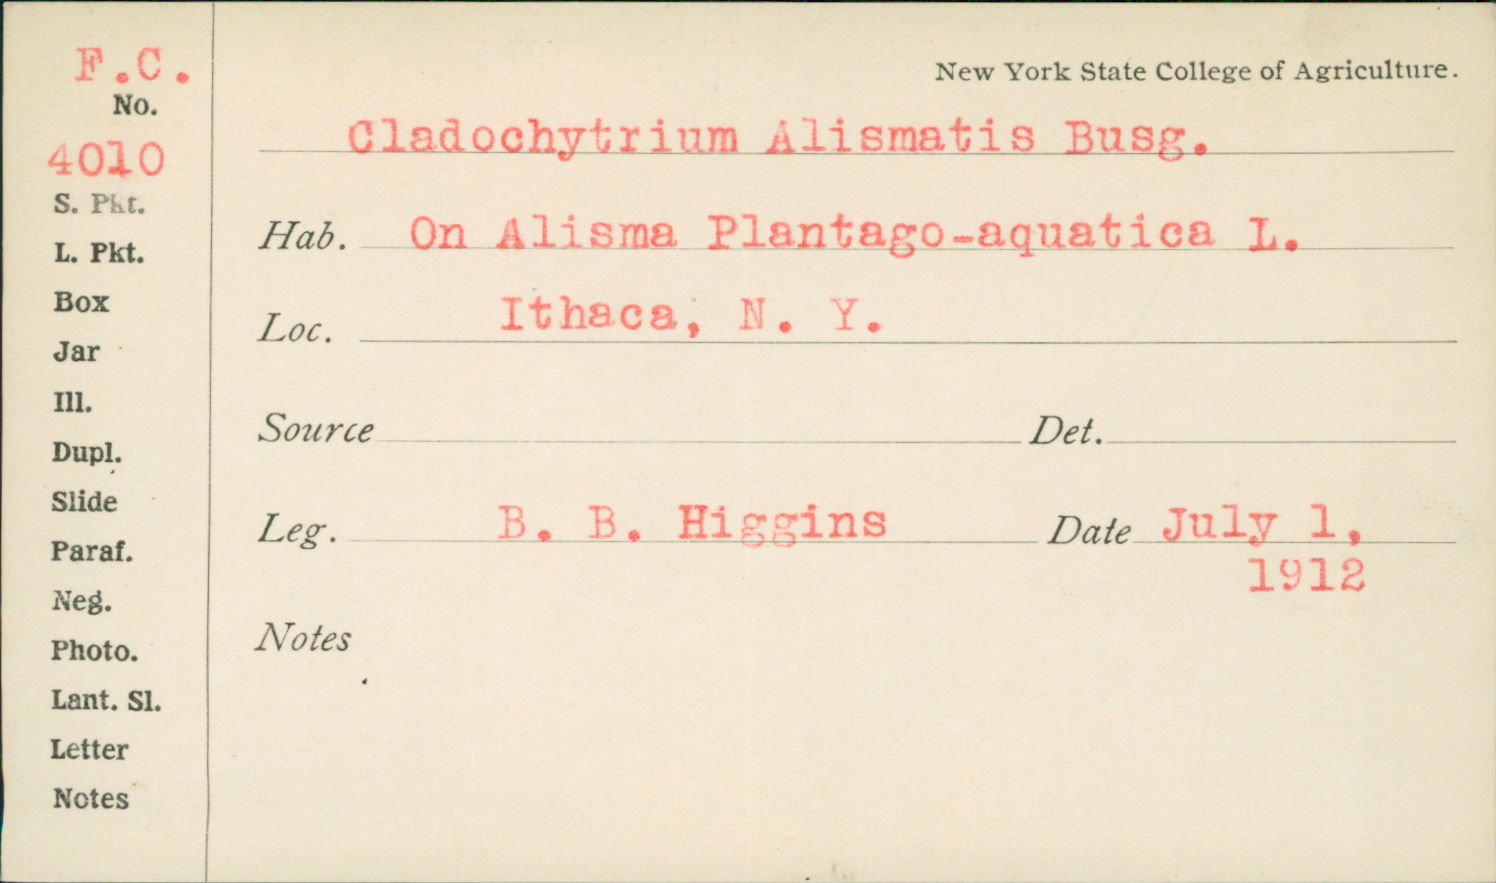 F.C.
No.
4010
S. Pkt.
L. Pkt.
Box
Jar
Ill.
Dupl.
Slide
Paraf.
Neg.
Photo.
Lant. Sl.
Letter
Notes
New York State College of Agriculture.
Cladochytrium Alismatis Busg.
Hab. On Alisma Plantago-aquatica L.
Loc. Ithaca, N. Y.
Source Det.
Leg. B. B. Higgins Date July 1,
1912
Notes